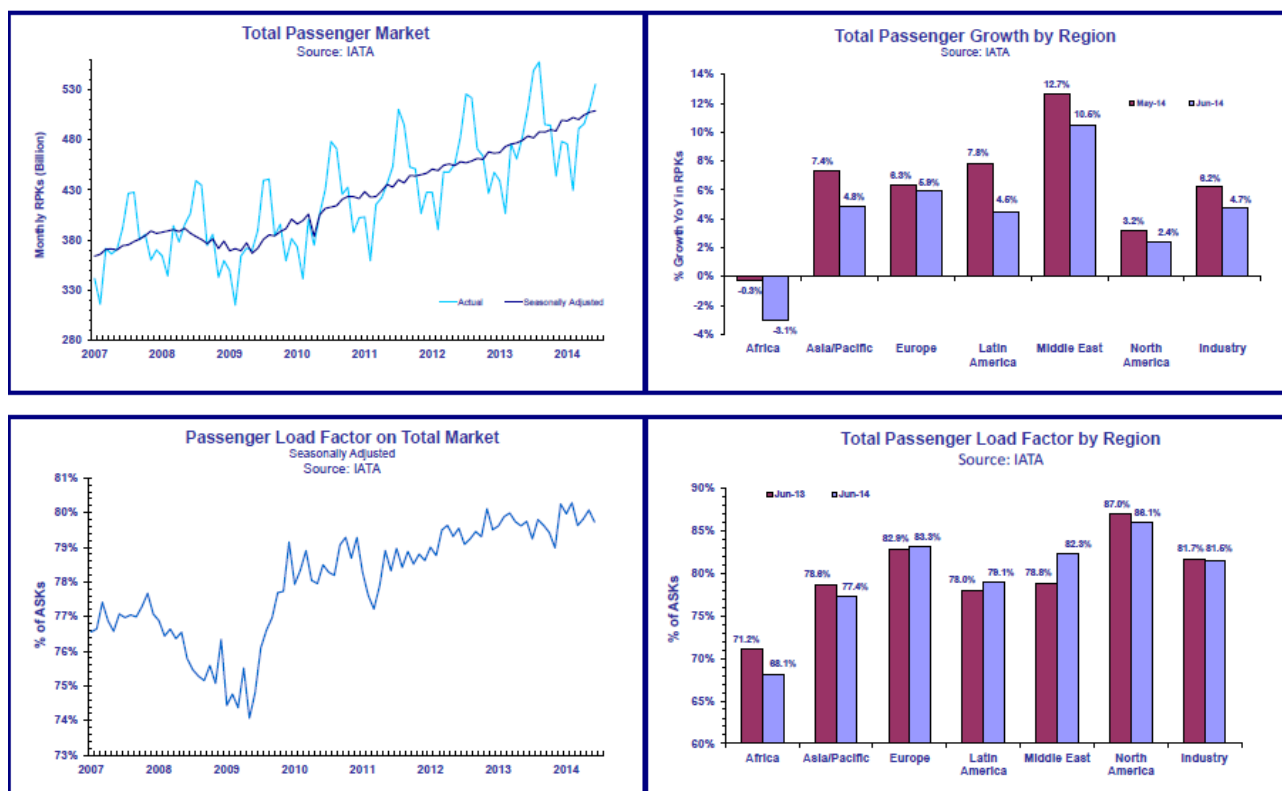 Total Passenger Market
Source: IATA
Monthly RPKs (Billion)
530
480
430
380
330
280
Actual
Seasonally Adjusted
2007 2008 2009 2010 2011 2012 2013 2014
Total Passenger Growth by Region
Source: IATA
% Growth YoY in RPKs
14%
12%
10%
8%
6%
4%
2%
0%
-2%
-4%
May-14
Jun-14
-0.3%
-3.1%
7.4%
4.8%
6.3%
5.9%
7.8%
4.5%
12.7%
10.5%
3.2%
2.4%
6.2%
4.7%
Africa
Asia/Pacific
Europe
Latin
America
Middle East
North
America
Industry
Passenger Load Factor on Total Market
Seasonally Adjusted
Source: IATA
% of ASKs
81%
80%
79%
78%
77%
76%
75%
74%
73%
2007 2008 2009 2010 2011 2012 2013 2014
Total Passenger Load Factor by Region
Source: IATA
% of ASKs
90%
85%
80%
75%
70%
65%
60%
Jun-13
Jun-14
71.2%
68.1%
78.6%
77.4%
82.9%
83.3%
78.0%
79.1%
78.8%
82.3%
87.0%
86.1%
81.7%
81.5%
Africa
Asia/Pacific
Europe
Latin
America
Middle East
North
America
Industry